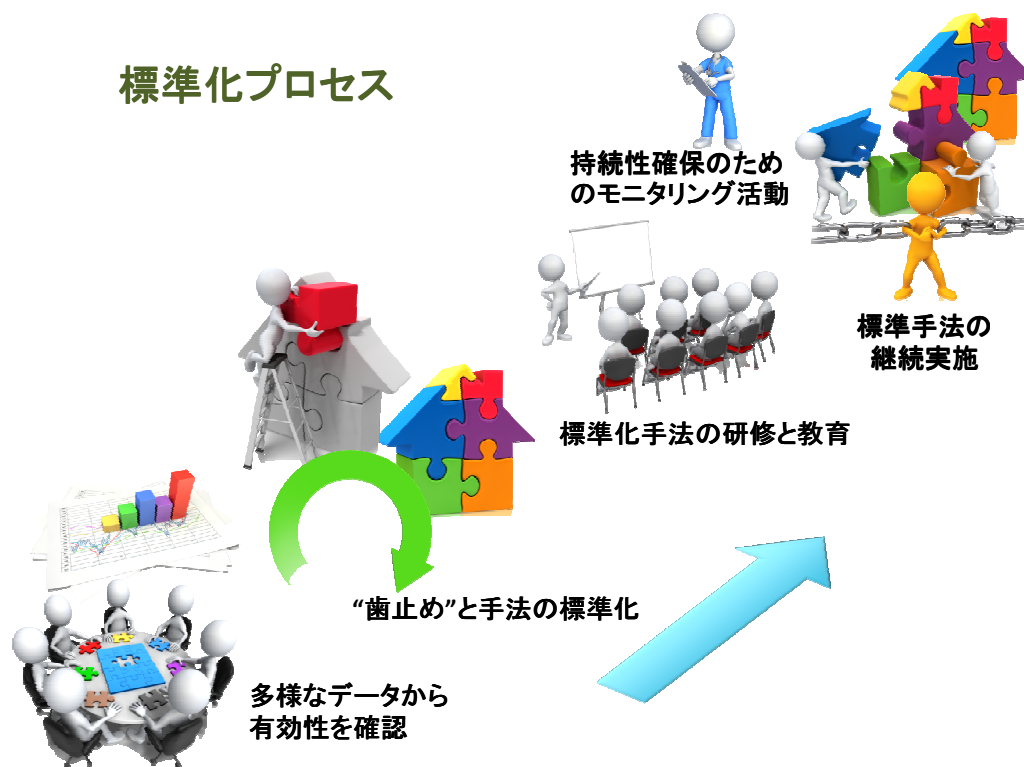 標準化プロセス
持続性確保のため
のモニタリング活動
標準手法の
継続実施
標準化手法の研修と教育
“歯止め”と手法の標準化
多様なデータから
有効性を確認